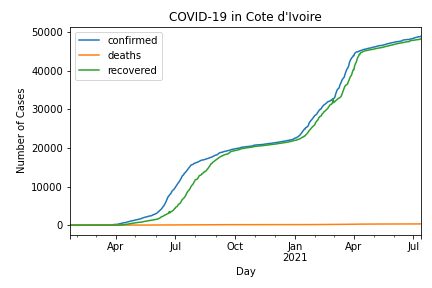 COVID-19 in Cote d'Ivoire
confirmed
deaths
recovered
Number of Cases
50000
40000
30000
20000
10000
0
Apr Jul Oct Jan Apr Jul
2021
Day